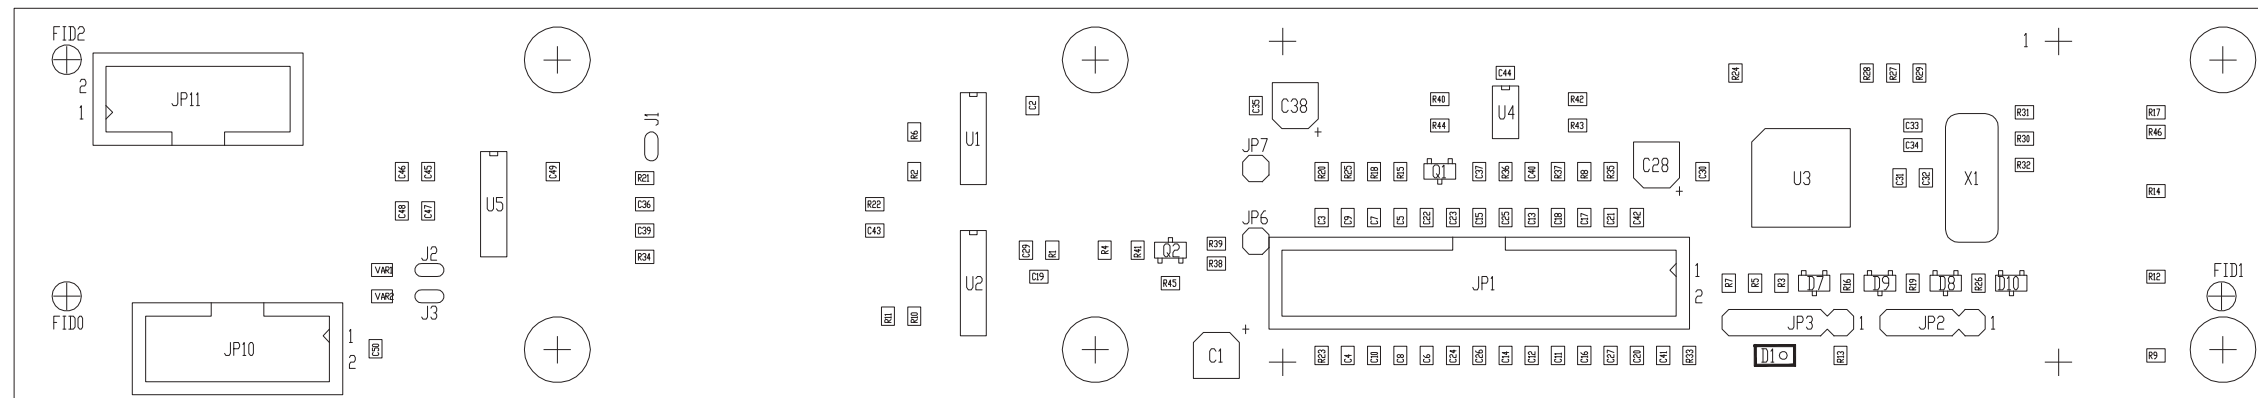 FID2
JP11
2
1
C46
C45
C48
C47
U5
C49
J1
R21
C36
C39
R34
J2
VAR1
VAR2
J3
FID0
JP10
1
2
C50
R6
R2
R22
C43
R11
R10
U1
U2
C2
C29
R1
C19
R4
R41
Q2
R45
R39
R38
C1
+
C35
C38
+
JP7
JP6
C44
R40
R44
U4
R42
R43
R20
R25
R18
R15
Q1
C37
R36
C40
R37
R8
R35
C28
+
C30
C3
C9
C7
C5
C22
C23
C15
C25
C13
C18
C17
C21
C42
JP1
1
2
R23
C4
C10
C8
C6
C24
C26
C14
C12
C11
C16
C27
C20
C41
R33
R24
R28
R27
R29
1
U3
C33
C34
C31
C32
X1
R31
R30
R32
R17
R46
R14
R12
R9
R7
R5
R3
D7
R16
D9
R19
D8
R26
D10
JP3
1
JP2
1
D1
R13
FID1